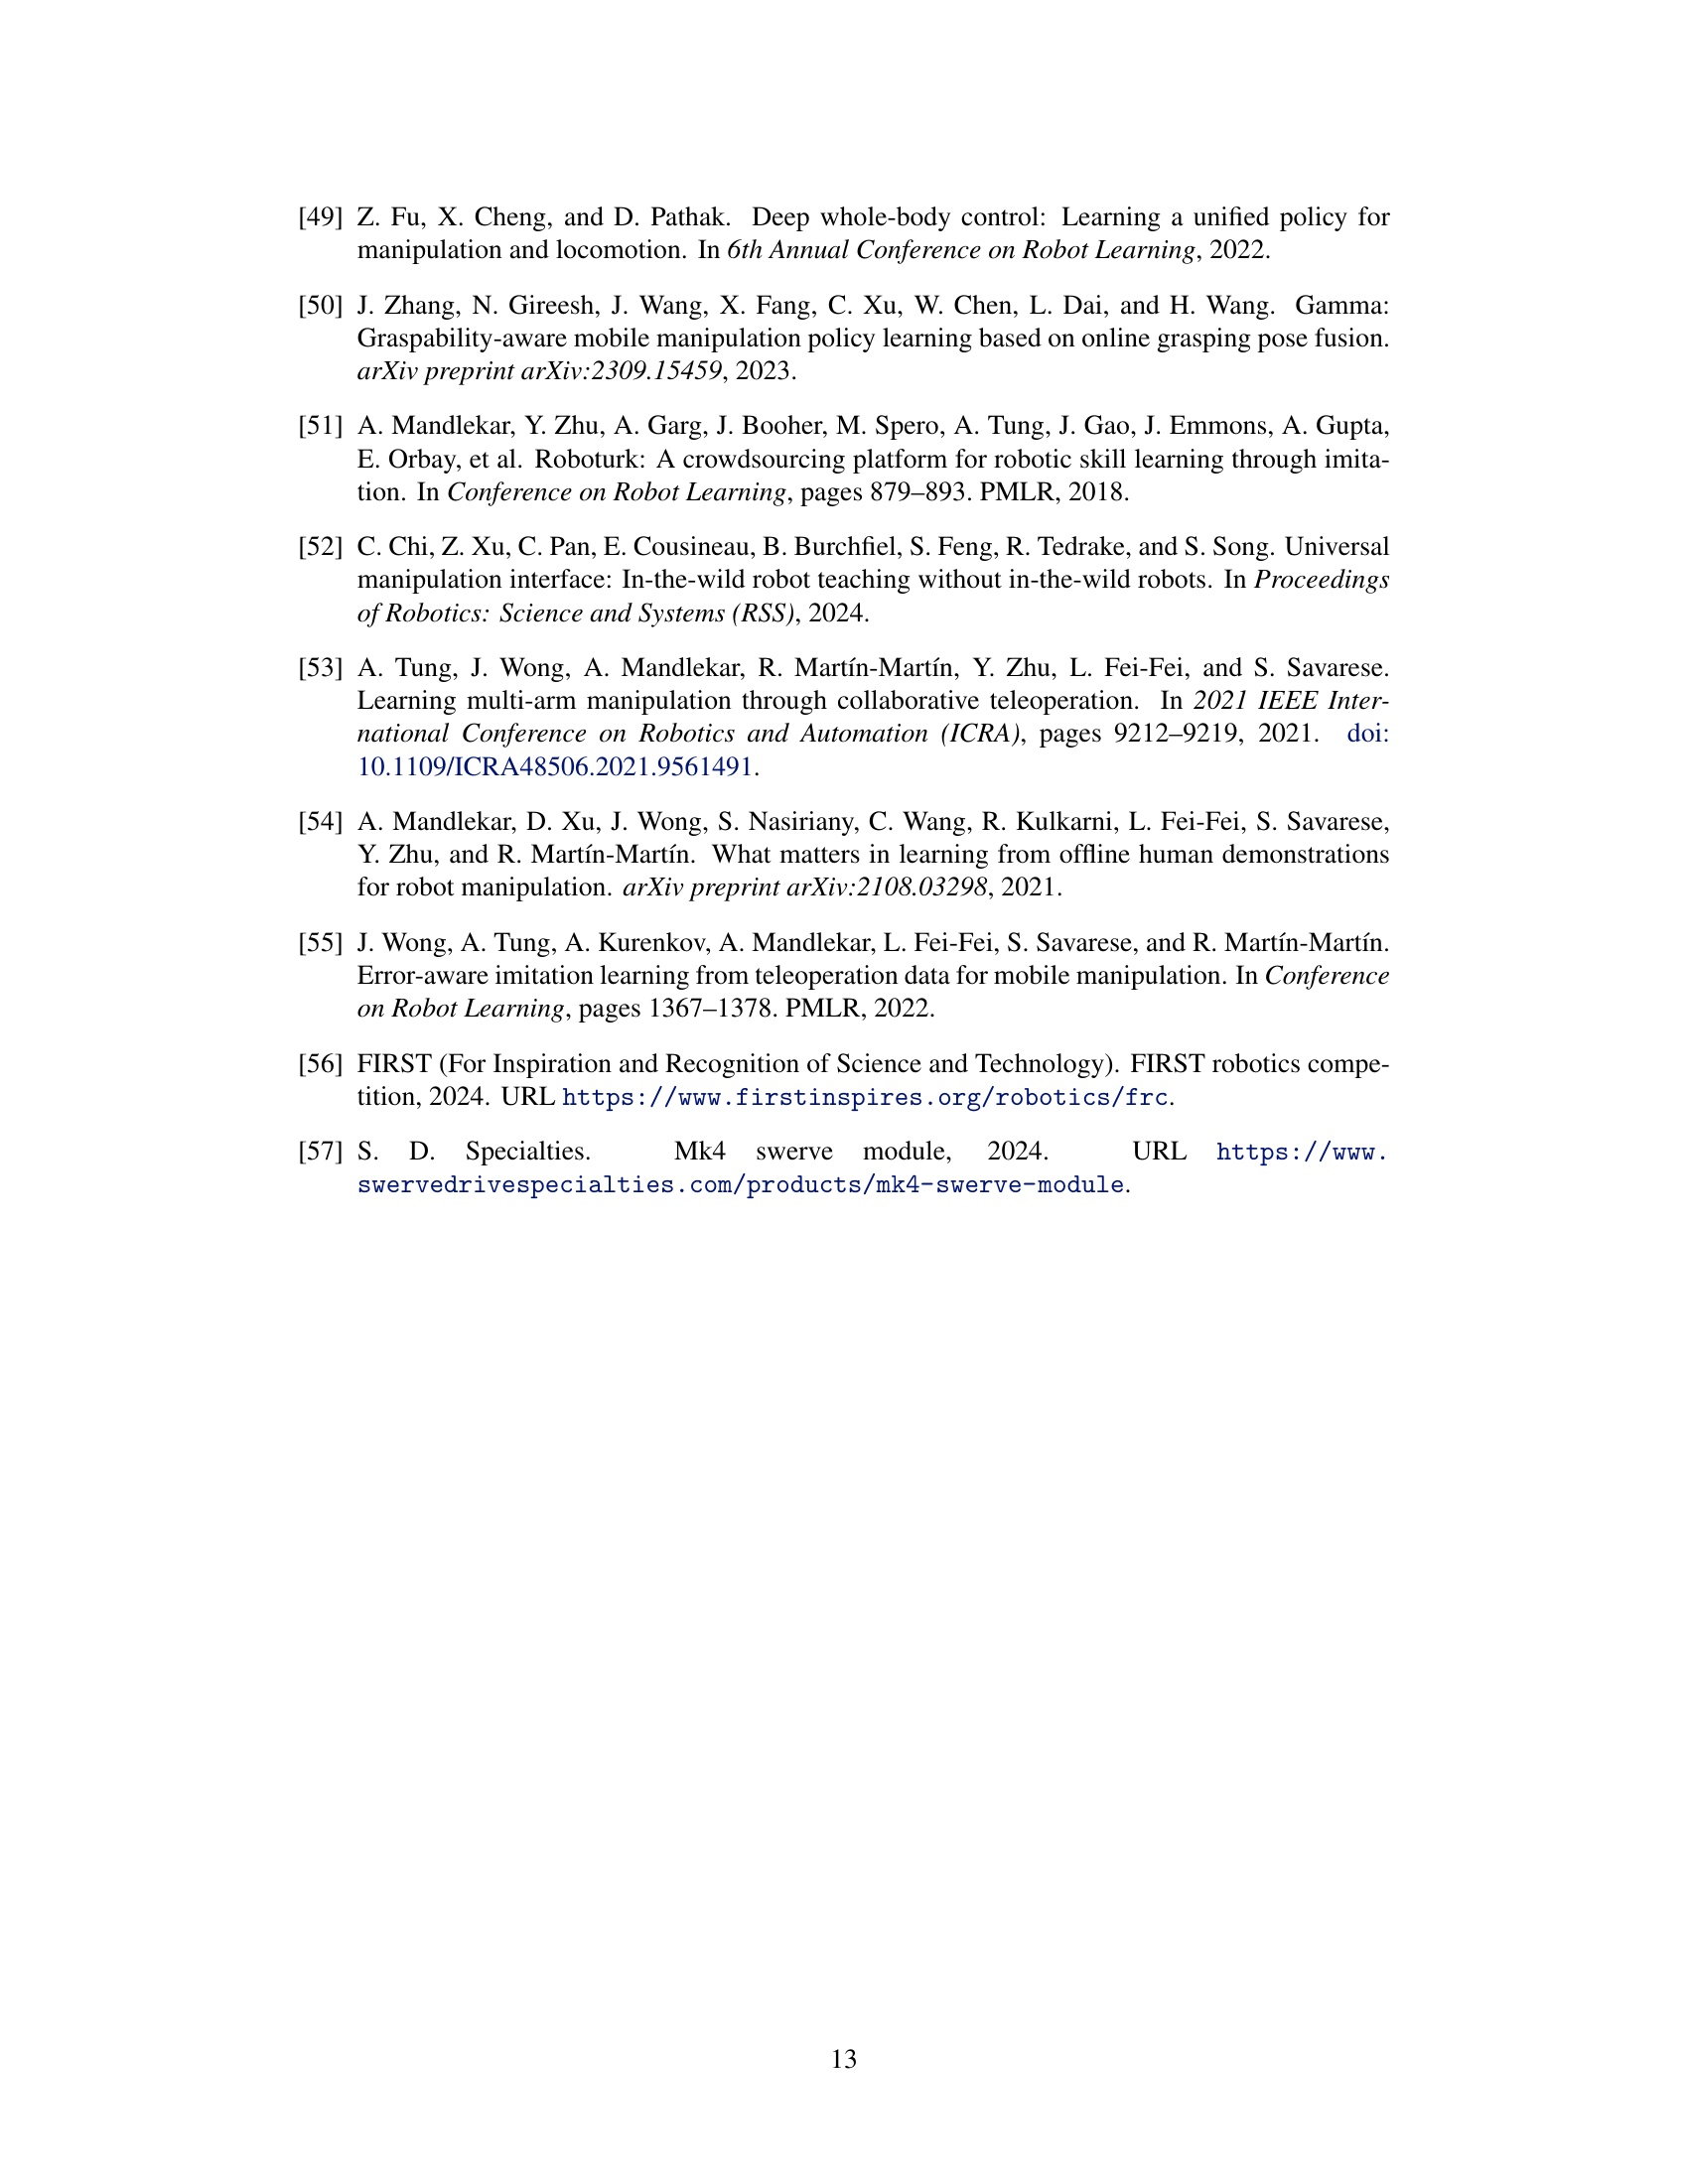 [49] Z. Fu, X. Cheng, and D. Pathak. Deep whole-body control: Learning a unified policy for
manipulation and locomotion. In 6th Annual Conference on Robot Learning, 2022.
[50] J. Zhang, N. Gireesh, J. Wang, X. Fang, C. Xu, W. Chen, L. Dai, and H. Wang. Gamma:
Graspability-aware mobile manipulation policy learning based on online grasping pose fusion.
arXiv preprint arXiv:2309.15459, 2023.
[51] A. Mandlekar, Y. Zhu, A. Garg, J. Booher, M. Spero, A. Tung, J. Gao, J. Emmons, A. Gupta,
E. Orbay, et al. Roboturk: A crowdsourcing platform for robotic skill learning through imita-
tion. In Conference on Robot Learning, pages 879–893. PMLR, 2018.
[52] C. Chi, Z. Xu, C. Pan, E. Cousineau, B. Burchfiel, S. Feng, R. Tedrake, and S. Song. Universal
manipulation interface: In-the-wild robot teaching without in-the-wild robots. In Proceedings
of Robotics: Science and Systems (RSS), 2024.
[53] A. Tung, J. Wong, A. Mandlekar, R. Martín-Martín, Y. Zhu, L. Fei-Fei, and S. Savarese.
Learning multi-arm manipulation through collaborative teleoperation. In 2021 IEEE Inter-
national Conference on Robotics and Automation (ICRA), pages 9212–9219, 2021. doi:
10.1109/ICRA48506.2021.9561491.
[54] A. Mandlekar, D. Xu, J. Wong, S. Nasiriany, C. Wang, R. Kulkarni, L. Fei-Fei, S. Savarese,
Y. Zhu, and R. Martín-Martín. What matters in learning from offline human demonstrations
for robot manipulation. arXiv preprint arXiv:2108.03298, 2021.
[55] J. Wong, A. Tung, A. Kurenkov, A. Mandlekar, L. Fei-Fei, S. Savarese, and R. Martín-Martín.
Error-aware imitation learning from teleoperation data for mobile manipulation. In Conference
on Robot Learning, pages 1367–1378. PMLR, 2022.
[56] FIRST (For Inspiration and Recognition of Science and Technology). FIRST robotics compe-
tition, 2024. URL https://www.firstinspires.org/robotics/frc.
[57] S. D. Specialties. Mk4 swerve module, 2024. URL https://www.
swervedrivespecialties.com/products/mk4-swerve-module.
13